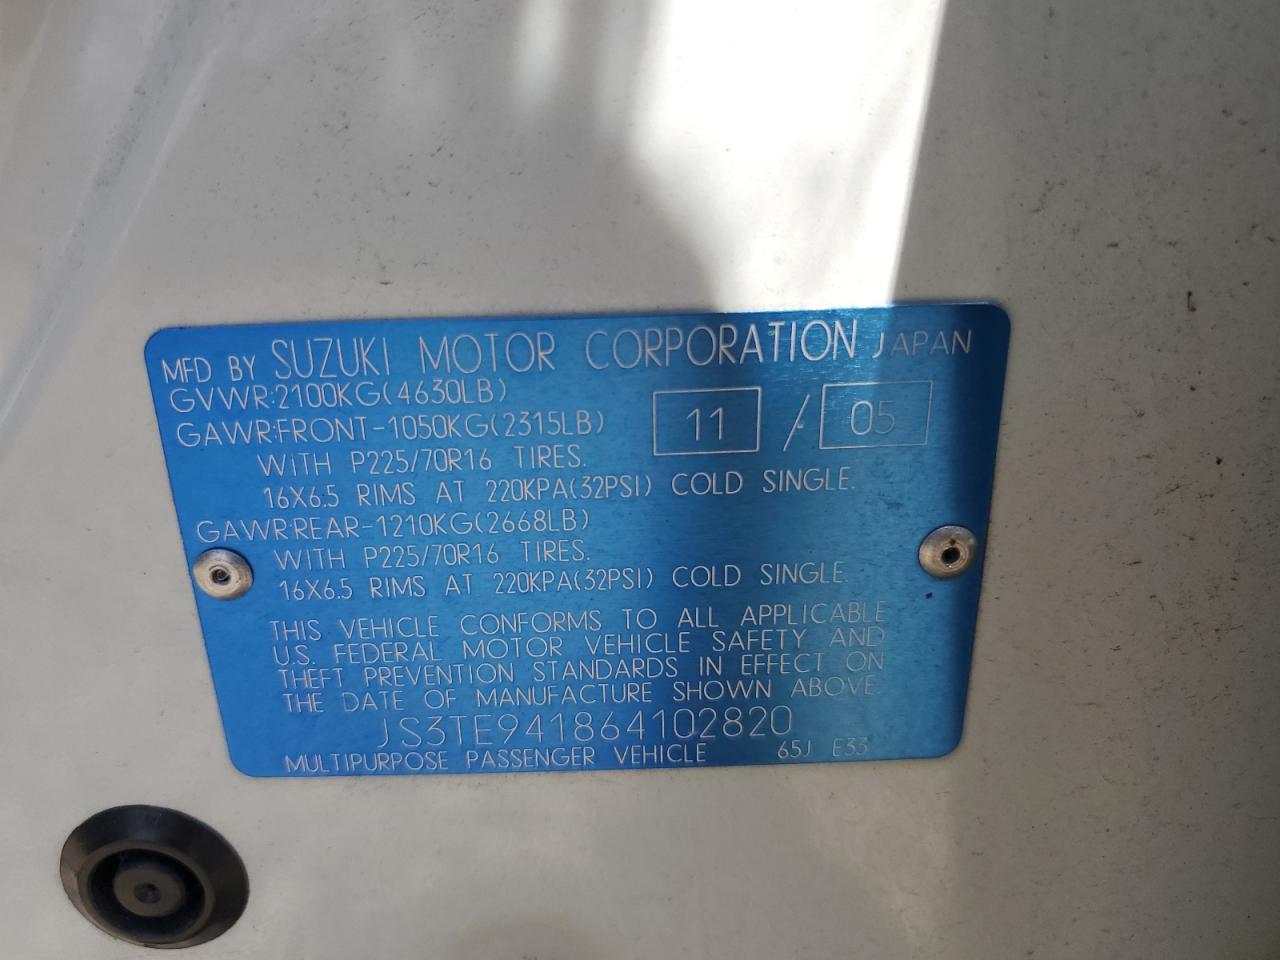 MFD BY SUZUKI MOTOR CORPORATION JAPAN
GVWR:2100KG(4630LB)
11 / 05
GAWR:FRONT-1050KG(2315LB)
WITH P225/70R16 TIRES.
16X6.5 RIMS AT 220KPA(32PSI) COLD SINGLE.
GAWR:REAR-1210KG(2668LB)
WITH P225/70R16 TIRES.
16X6.5 RIMS AT 220KPA(32PSI) COLD SINGLE.
THIS VEHICLE CONFORMS TO ALL APPLICABLE
U.S. FEDERAL MOTOR VEHICLE SAFETY AND
THEFT PREVENTION STANDARDS IN EFFECT ON
THE DATE OF MANUFACTURE SHOWN ABOVE.
JS3TE941864102820
MULTIPURPOSE PASSENGER VEHICLE 65J E33